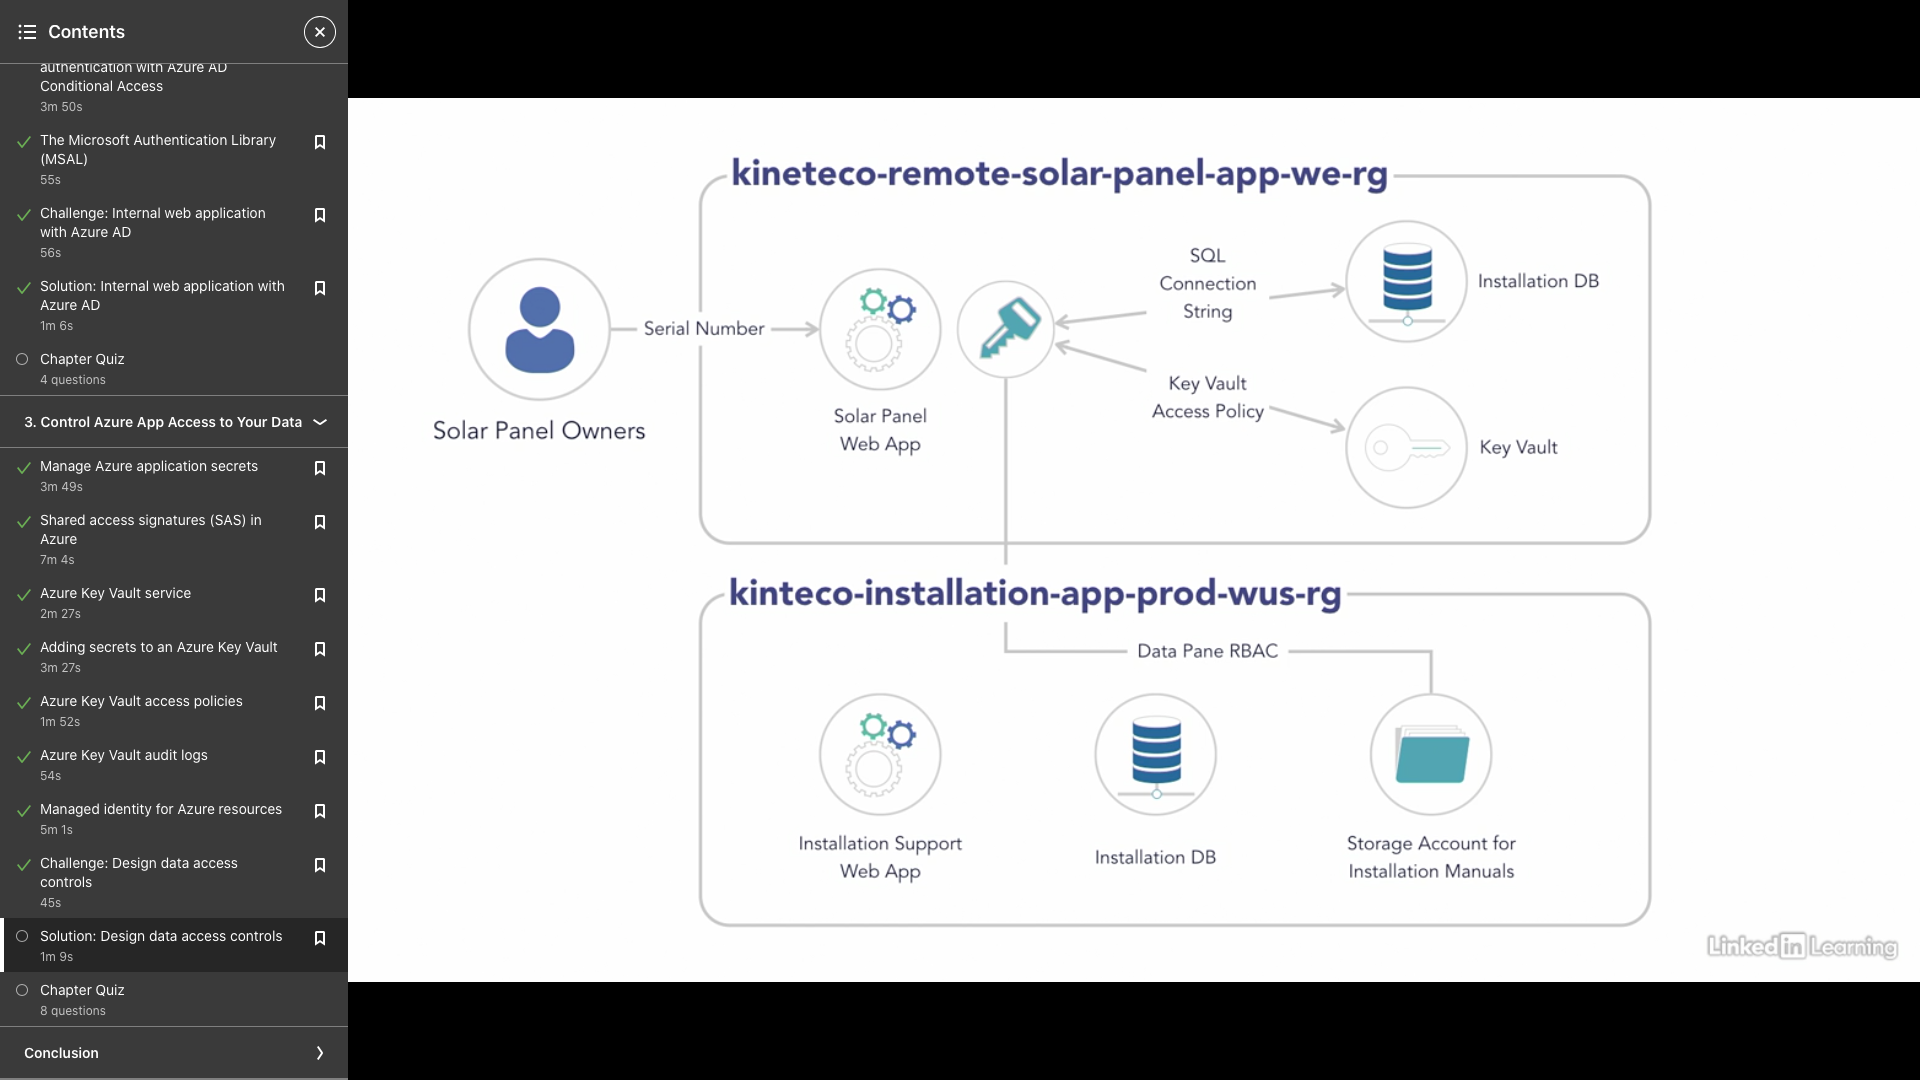 Contents
authentication with Azure AD
Conditional Access
3m 50s
The Microsoft Authentication Library
(MSAL)
55s
Challenge: Internal web application
with Azure AD
56s
Solution: Internal web application with
Azure AD
1m 6s
Chapter Quiz
4 questions
3. Control Azure App Access to Your Data
Manage Azure application secrets
3m 49s
Shared access signatures (SAS) in
Azure
7m 4s
Azure Key Vault service
2m 27s
Adding secrets to an Azure Key Vault
3m 27s
Azure Key Vault access policies
1m 52s
Azure Key Vault audit logs
54s
Managed identity for Azure resources
5m 1s
Challenge: Design data access
controls
45s
Solution: Design data access controls
1m 9s
Chapter Quiz
8 questions
Conclusion
kineteco-remote-solar-panel-app-we-rg
Solar Panel Owners
Serial Number
Solar Panel
Web App
SQL
Connection
String
Installation DB
Key Vault
Access Policy
Key Vault
kinteco-installation-app-prod-wus-rg
Data Pane RBAC
Installation Support
Web App
Installation DB
Storage Account for
Installation Manuals
Linked in Learning